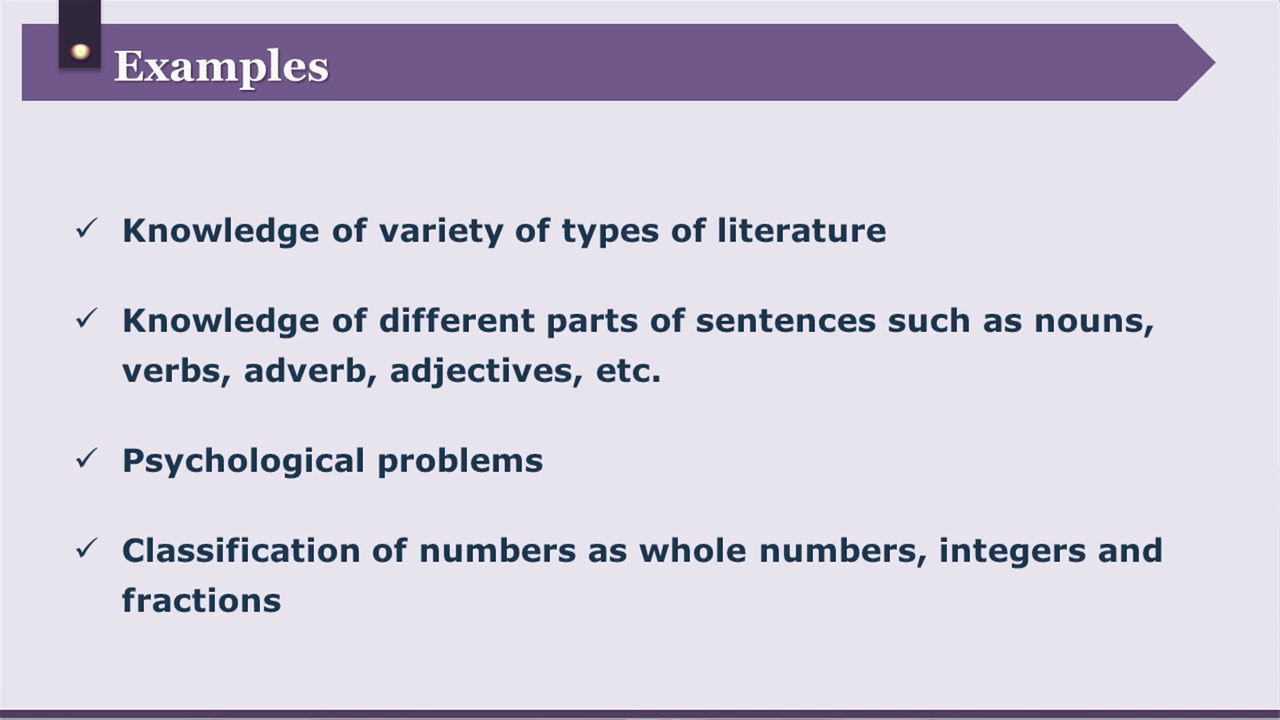 Examples
✓ Knowledge of variety of types of literature
✓ Knowledge of different parts of sentences such as nouns,
verbs, adverb, adjectives, etc.
✓ Psychological problems
✓ Classification of numbers as whole numbers, integers and
fractions